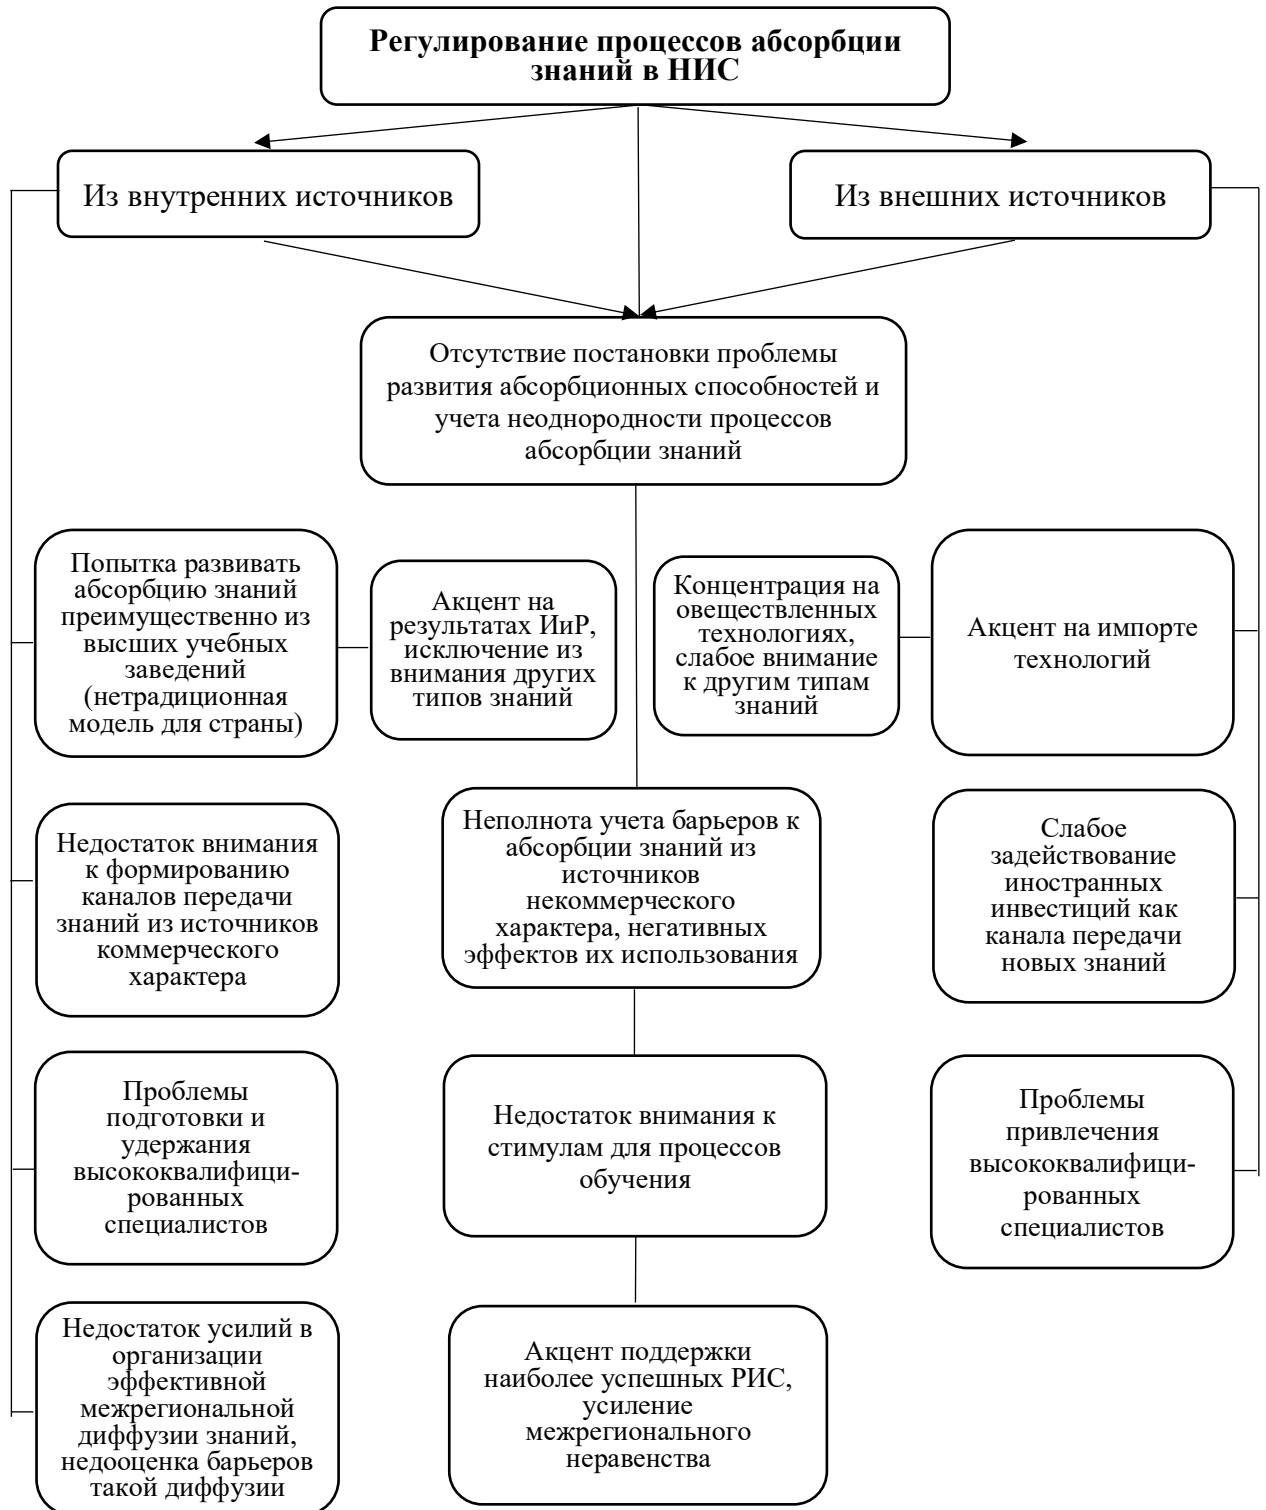 Регулирование процессов абсорбции
знаний в НИС
Из внутренних источников
Из внешних источников
Отсутствие постановки проблемы
развития абсорбционных способностей и
учета неоднородности процессов
абсорбции знаний
Попытка развивать
абсорбцию знаний
преимущественно из
высших учебных
заведений
(нетрадиционная
модель для страны)
Акцент на
результатах ИиР,
исключение из
внимания других
типов знаний
Концентрация на
овеществленных
технологиях,
слабое внимание
к другим типам
знаний
Акцент на импорте
технологий
Недостаток внимания
к формированию
каналов передачи
знаний из источников
коммерческого
характера
Неполнота учета барьеров к
абсорбции знаний из
источников
некоммерческого
характера, негативных
эффектов их использования
Слабое
задействование
иностранных
инвестиций как
канала передачи
новых знаний
Проблемы
подготовки и
удержания
высококвалифици-
рованных
специалистов
Недостаток внимания к
стимулам для процессов
обучения
Проблемы
привлечения
высококвалифици-
рованных
специалистов
Недостаток усилий в
организации
эффективной
межрегиональной
диффузии знаний,
недооценка барьеров
такой диффузии
Акцент поддержки
наиболее успешных РИС,
усиление
межрегионального
неравенства